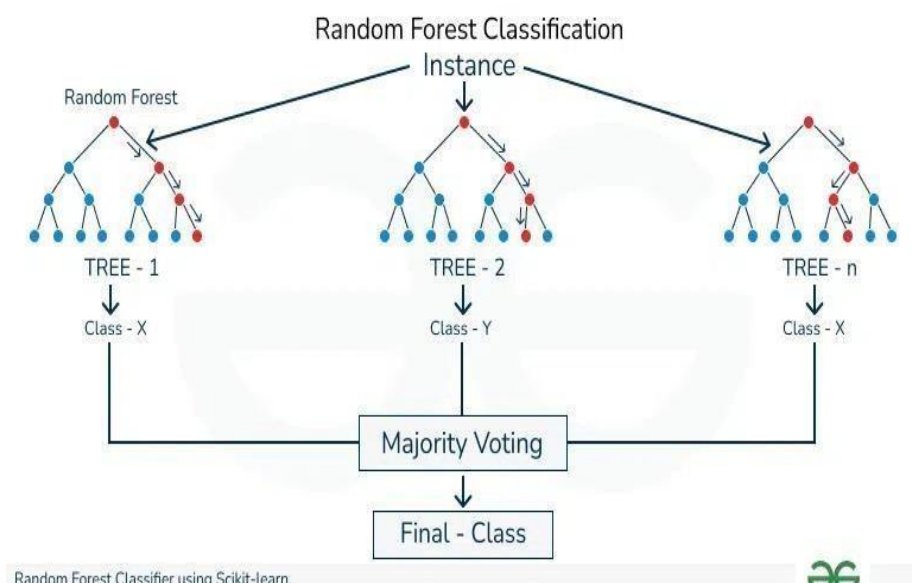 Random Forest Classification
Instance
Random Forest
TREE - 1
TREE - 2
TREE - n
Class - X
Class - Y
Class - X
Majority Voting
Final - Class
Random Forest Classifier using Scikit-learn